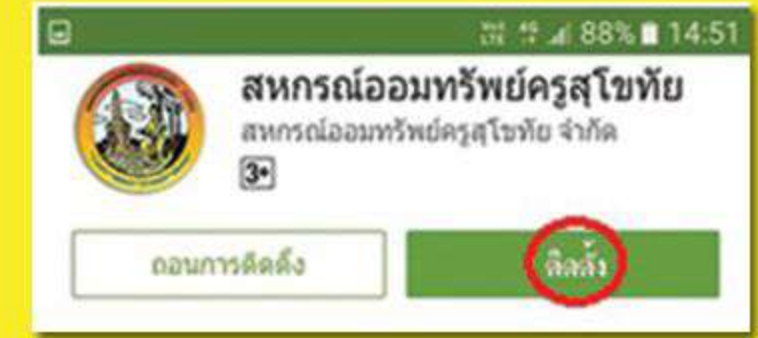 VoLTE 4G 88% 14:51
สหกรณ์ออมทรัพย์ครูสุโขทัย
สหกรณ์ออมทรัพย์ครูสุโขทัย จำกัด
3+
ถอนการติดตั้ง
ติดตั้ง